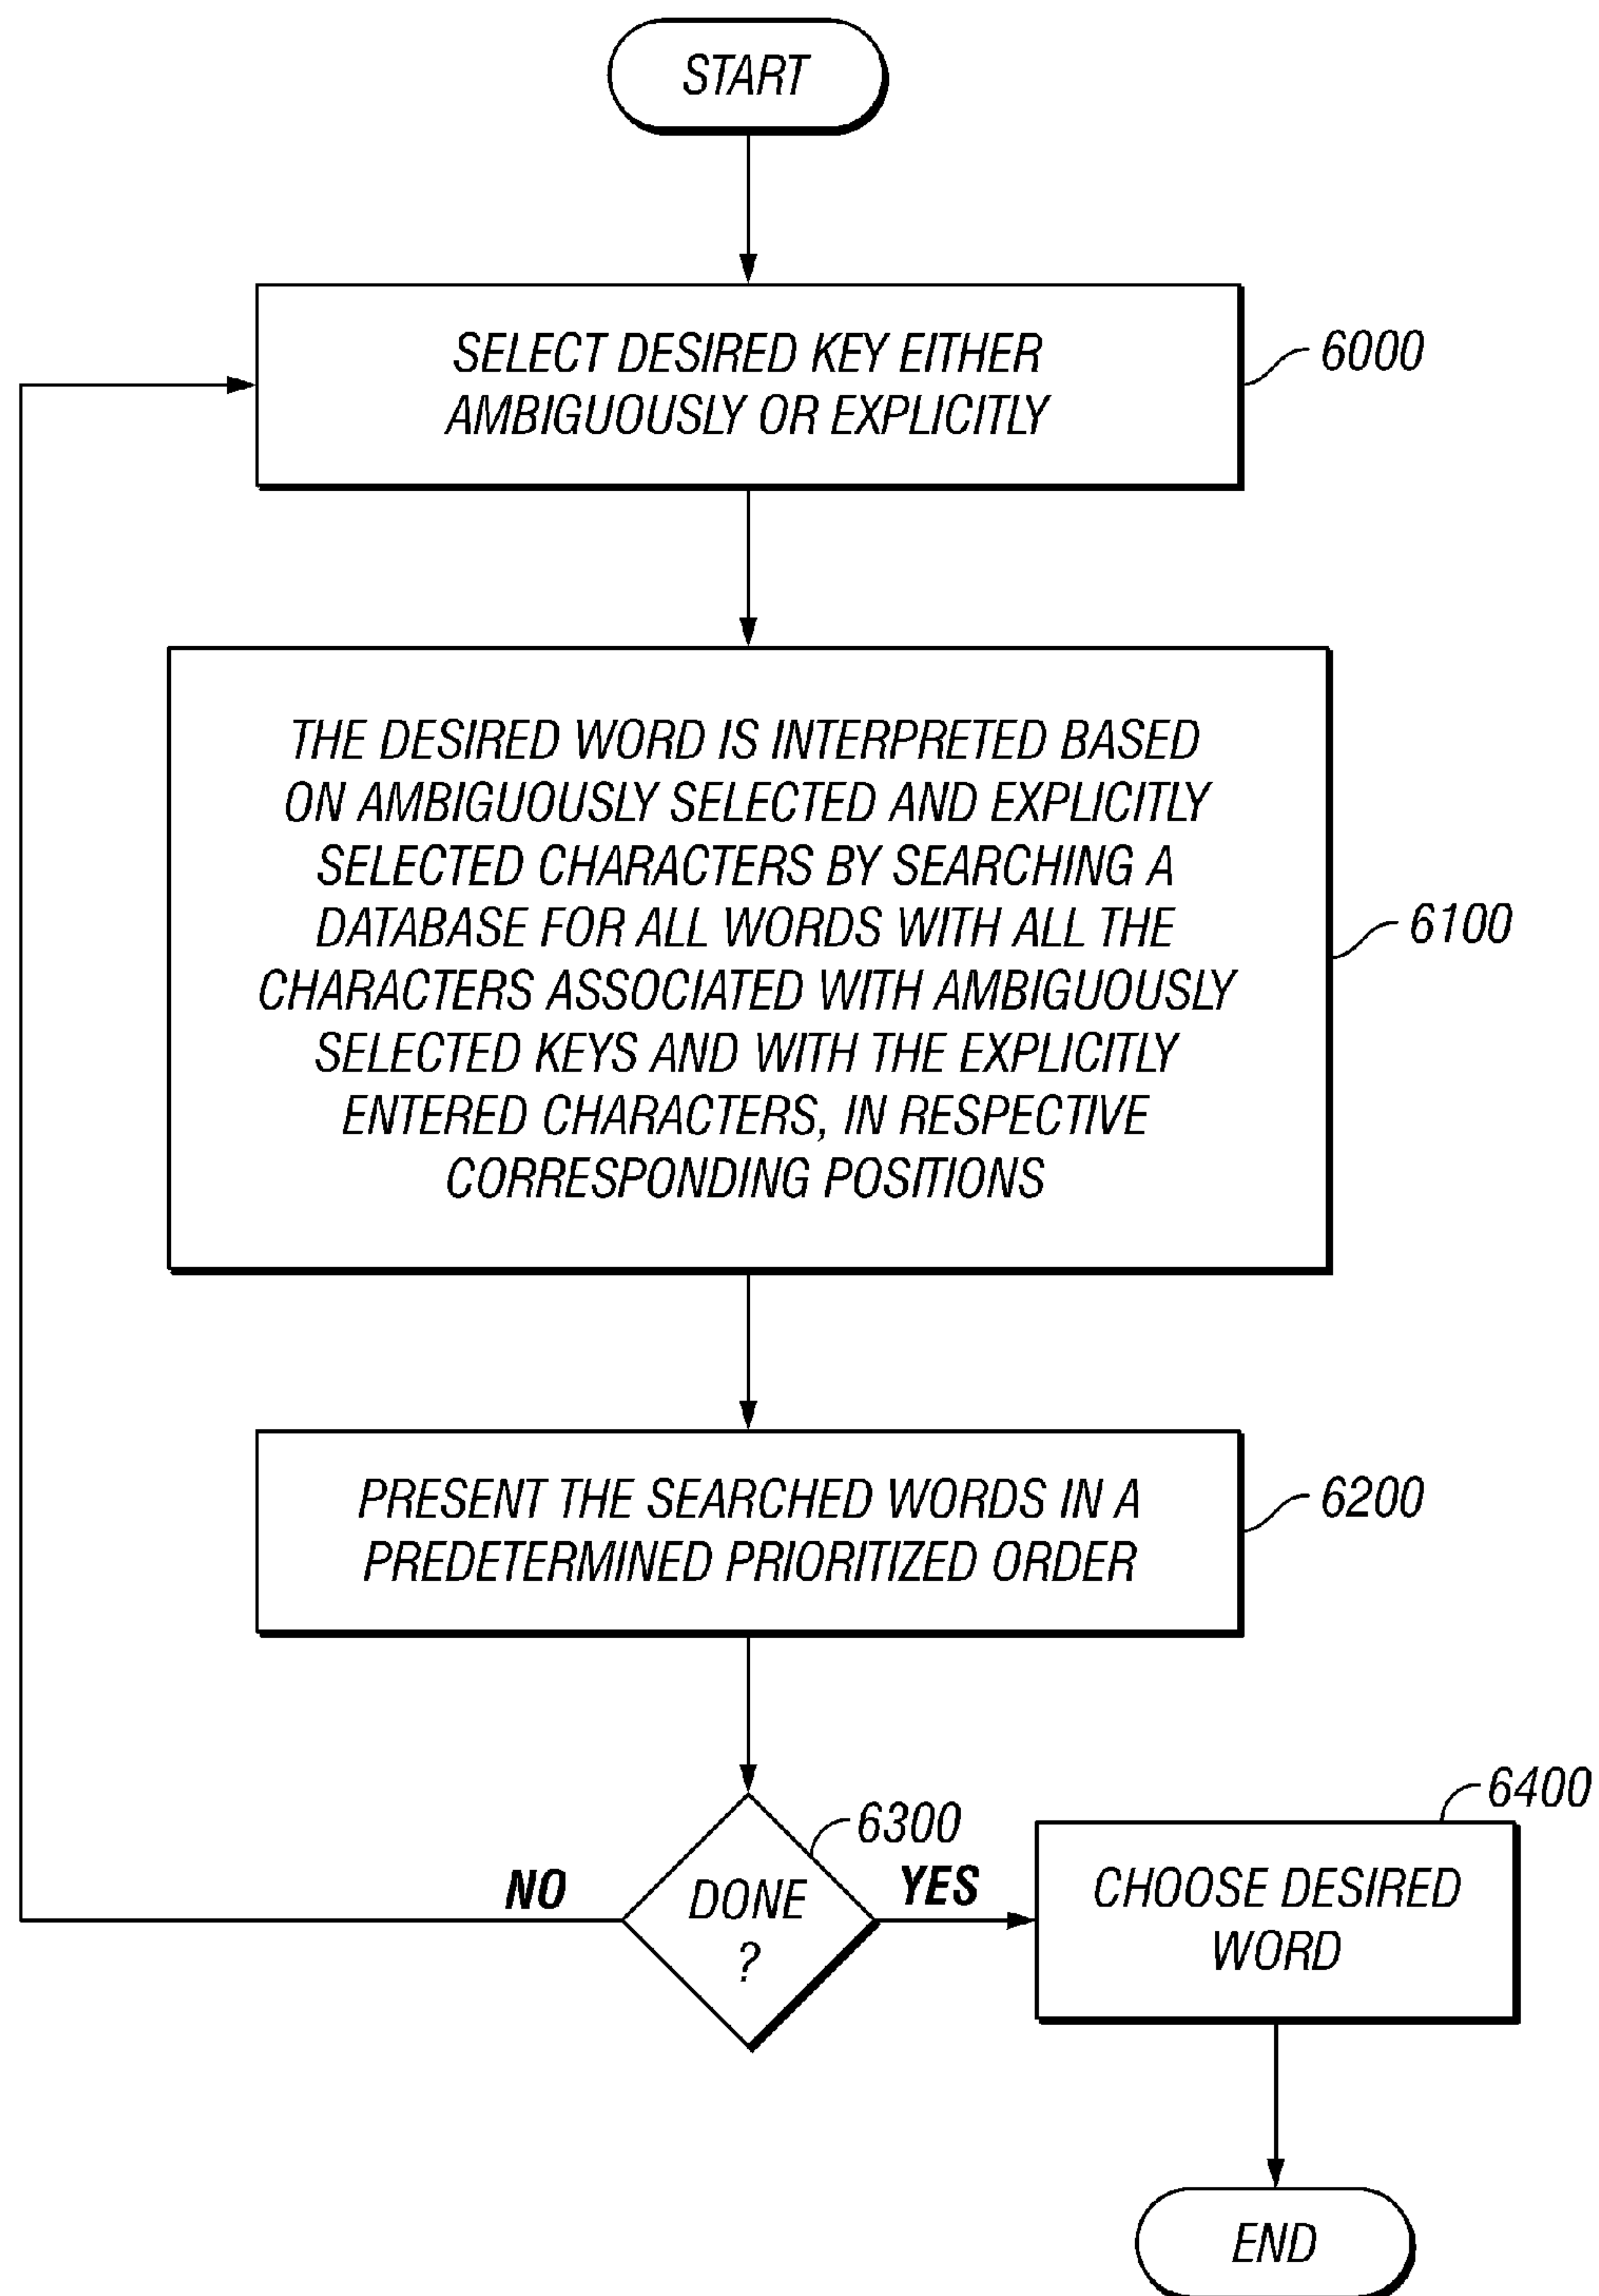 START
SELECT DESIRED KEY EITHER
AMBIGUOUSLY OR EXPLICITLY
6000
THE DESIRED WORD IS INTERPRETED BASED
ON AMBIGUOUSLY SELECTED AND EXPLICITLY
SELECTED CHARACTERS BY SEARCHING A
DATABASE FOR ALL WORDS WITH ALL THE
CHARACTERS ASSOCIATED WITH AMBIGUOUSLY
SELECTED KEYS AND WITH THE EXPLICITLY
ENTERED CHARACTERS, IN RESPECTIVE
CORRESPONDING POSITIONS
6100
PRESENT THE SEARCHED WORDS IN A
PREDETERMINED PRIORITIZED ORDER
6200
DONE
?
6300
NO
YES
CHOOSE DESIRED
WORD
6400
END